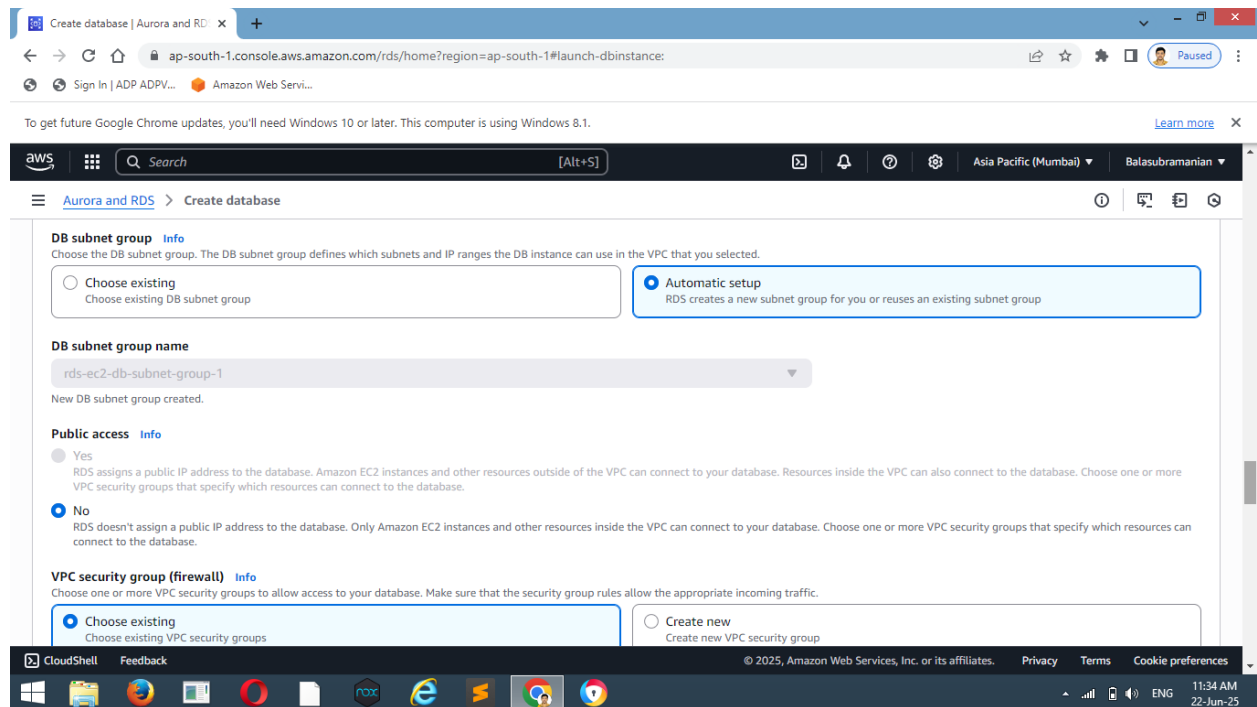 Create database | Aurora and RD
ap-south-1.console.aws.amazon.com/rds/home?region=ap-south-1#launch-dbinstance:
Paused
Sign In | ADP ADPV...
Amazon Web Servi...
To get future Google Chrome updates, you'll need Windows 10 or later. This computer is using Windows 8.1.
Learn more
aws
Search
[Alt+S]
Asia Pacific (Mumbai)
Balasubramanian
Aurora and RDS > Create database
DB subnet group Info
Choose the DB subnet group. The DB subnet group defines which subnets and IP ranges the DB instance can use in the VPC that you selected.
Choose existing
Choose existing DB subnet group
Automatic setup
RDS creates a new subnet group for you or reuses an existing subnet group
DB subnet group name
rds-ec2-db-subnet-group-1
New DB subnet group created.
Public access Info
Yes
RDS assigns a public IP address to the database. Amazon EC2 instances and other resources outside of the VPC can connect to your database. Resources inside the VPC can also connect to the database. Choose one or more
VPC security groups that specify which resources can connect to the database.
No
RDS doesn't assign a public IP address to the database. Only Amazon EC2 instances and other resources inside the VPC can connect to your database. Choose one or more VPC security groups that specify which resources can
connect to the database.
VPC security group (firewall) Info
Choose one or more VPC security groups to allow access to your database. Make sure that the security group rules allow the appropriate incoming traffic.
Choose existing
Choose existing VPC security groups
Create new
Create new VPC security group
CloudShell
Feedback
© 2025, Amazon Web Services, Inc. or its affiliates.
Privacy
Terms
Cookie preferences
nox
ENG
11:34 AM
22-Jun-25